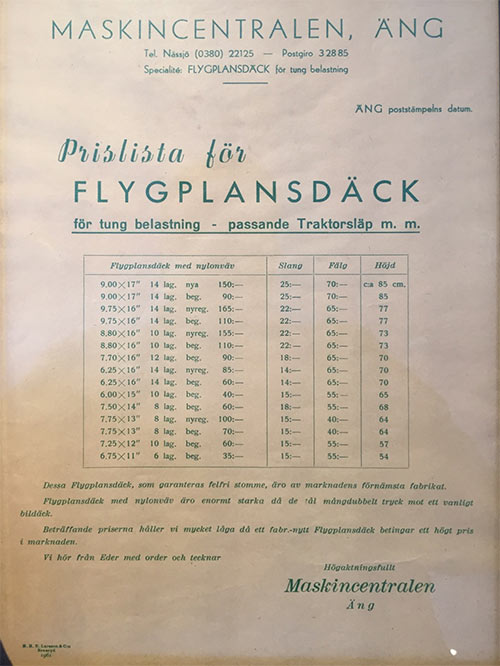 MASKINCENTRALEN, ÄNG
Tel. Nässjö (0380) 22125 — Postgiro 32885
Specialité: FLYGPLANSDÄCK för tung belastning
ÄNG poststämpelns datum.
Prislista för
FLYGPLANSDÄCK
för tung belastning - passande Traktorsläp m. m.
Flygplansdäck med nylonväv Slang Fälg Höjd
9.00×17" 14 lag. nya 150:— 25:— 70:— c:a 85 cm.
9.00×17" 14 lag. beg. 90:— 25:— 70:— 85
9.75×16" 14 lag. nyreg. 165:— 22:— 65:— 77
9.75×16" 14 lag. beg. 110:— 22:— 65:— 77
8,80×16" 10 lag. nyreg. 155:— 22:— 65:— 73
8,80×16" 10 lag. beg. 110:— 22:— 65:— 73
7.70×16" 12 lag. beg. 90:— 18:— 65:— 70
6,25×16" 14 lag. nyreg. 85:— 14:— 65:— 70
6,25×16" 14 lag. beg. 60:— 14:— 65:— 70
6,00×15" 10 lag. beg. 40:— 15:— 55:— 65
7,50×14" 8 lag. beg. 60:— 18:— 55:— 68
7,75×13" 8 lag. nyreg. 100:— 15:— 40:— 64
7,75×13" 8 lag. beg. 70:— 15:— 40:— 64
7,25×12" 10 lag. beg. 60:— 15:— 55:— 57
6,75×11" 6 lag. beg. 35:— 15:— 55:— 54
Dessa Flygplansdäck, som garanteras felfri stomme, äro av marknadens förnämsta fabrikat.
Flygplansdäck med nylonväv äro enormt starka då de tål mångdubbelt tryck mot ett vanligt
bildäck.
Beträffande priserna håller vi mycket låga då ett fabr.-nytt Flygplansdäck betingar ett högt pris
i marknaden.
Vi hör från Eder med order och tecknar
Högaktningsfullt
Maskincentralen
Äng
Larsson & Co
1962